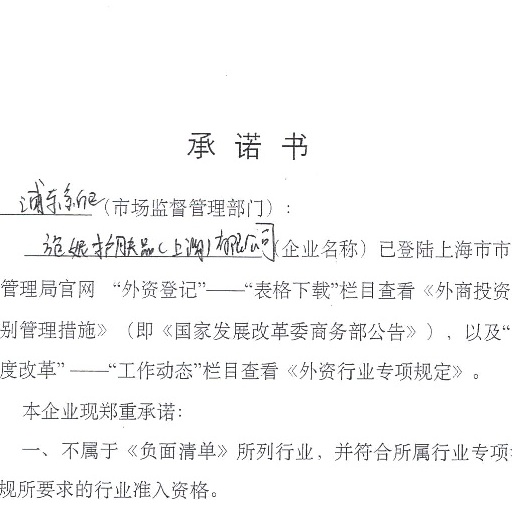 承诺书
浦东新区(市场监督管理部门):
护肤品(上海)有限公司(企业名称)已登陆上海市市
管理局官网 “外资登记”——“表格下载”栏目查看《外商投资
别管理措施》(即《国家发展改革委商务部公告》),以及“
度改革”——“工作动态”栏目查看《外资行业专项规定》。
本企业现郑重承诺:
一、不属于《负面清单》所列行业,并符合所属行业专项
规所要求的行业准入资格。